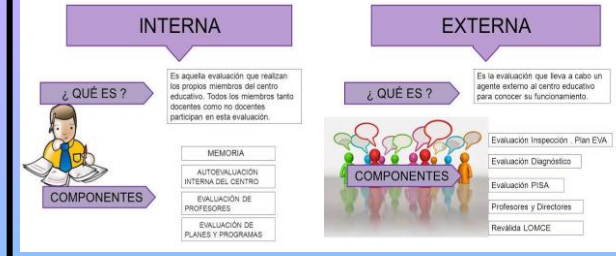 INTERNA
¿ QUÉ ES ?
Es aquella evaluación que realizan
los propios miembros del centro
educativo. Todos los miembros tanto
docentes como no docentes
participan en esta evaluación.
COMPONENTES
MEMORIA
AUTOEVALUACIÓN
INTERNA DEL CENTRO
EVALUACIÓN DE
PROFESORES
EVALUACIÓN DE
PLANES Y PROGRAMAS
EXTERNA
¿ QUÉ ES ?
Es la evaluación que lleva a cabo un
agente externo al centro educativo
para conocer su funcionamiento.
COMPONENTES
Evaluación Inspección . Plan EVA
Evaluación Diagnóstico
Evaluación PISA
Profesores y Directores
Reválida LOMCE